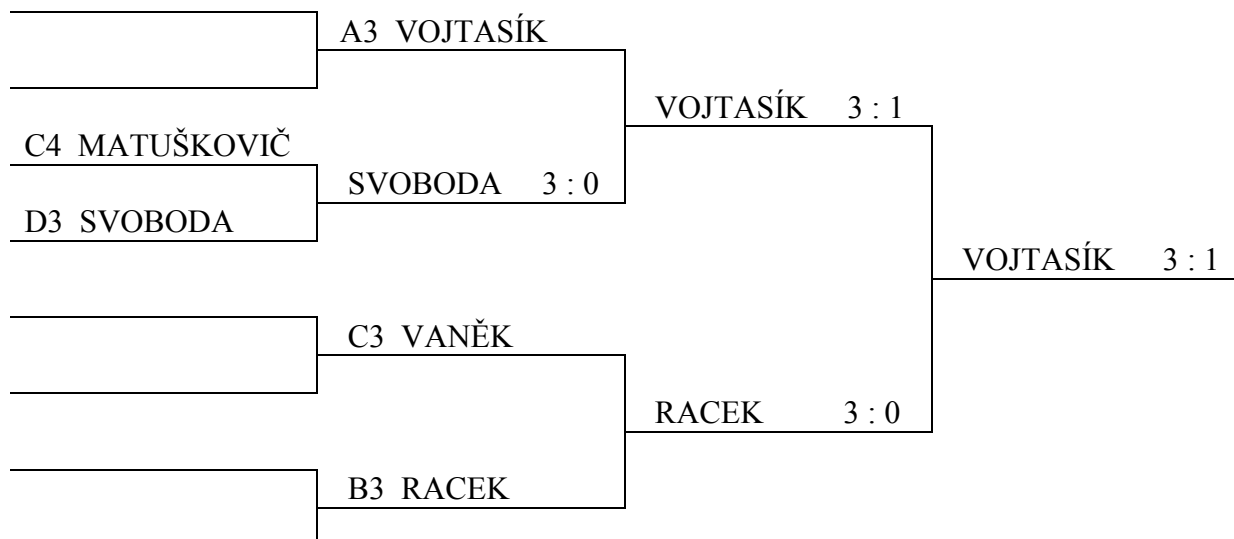 A3 VOJTASÍK
VOJTASÍK 3 : 1
C4 MATUŠKOVIČ
SVOBODA 3 : 0
D3 SVOBODA
VOJTASÍK 3 : 1
C3 VANĚK
RACEK 3 : 0
B3 RACEK